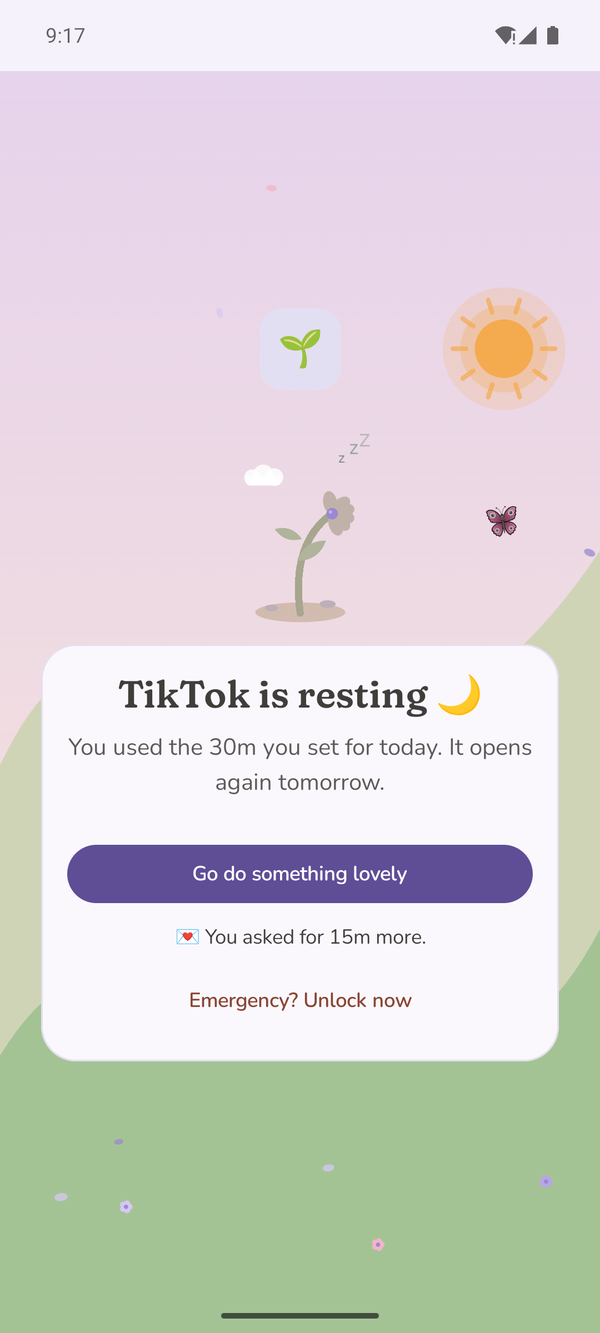 9:17
z z Z
TikTok is resting 🌙
You used the 30m you set for today. It opens
again tomorrow.
Go do something lovely
💌 You asked for 15m more.
Emergency? Unlock now